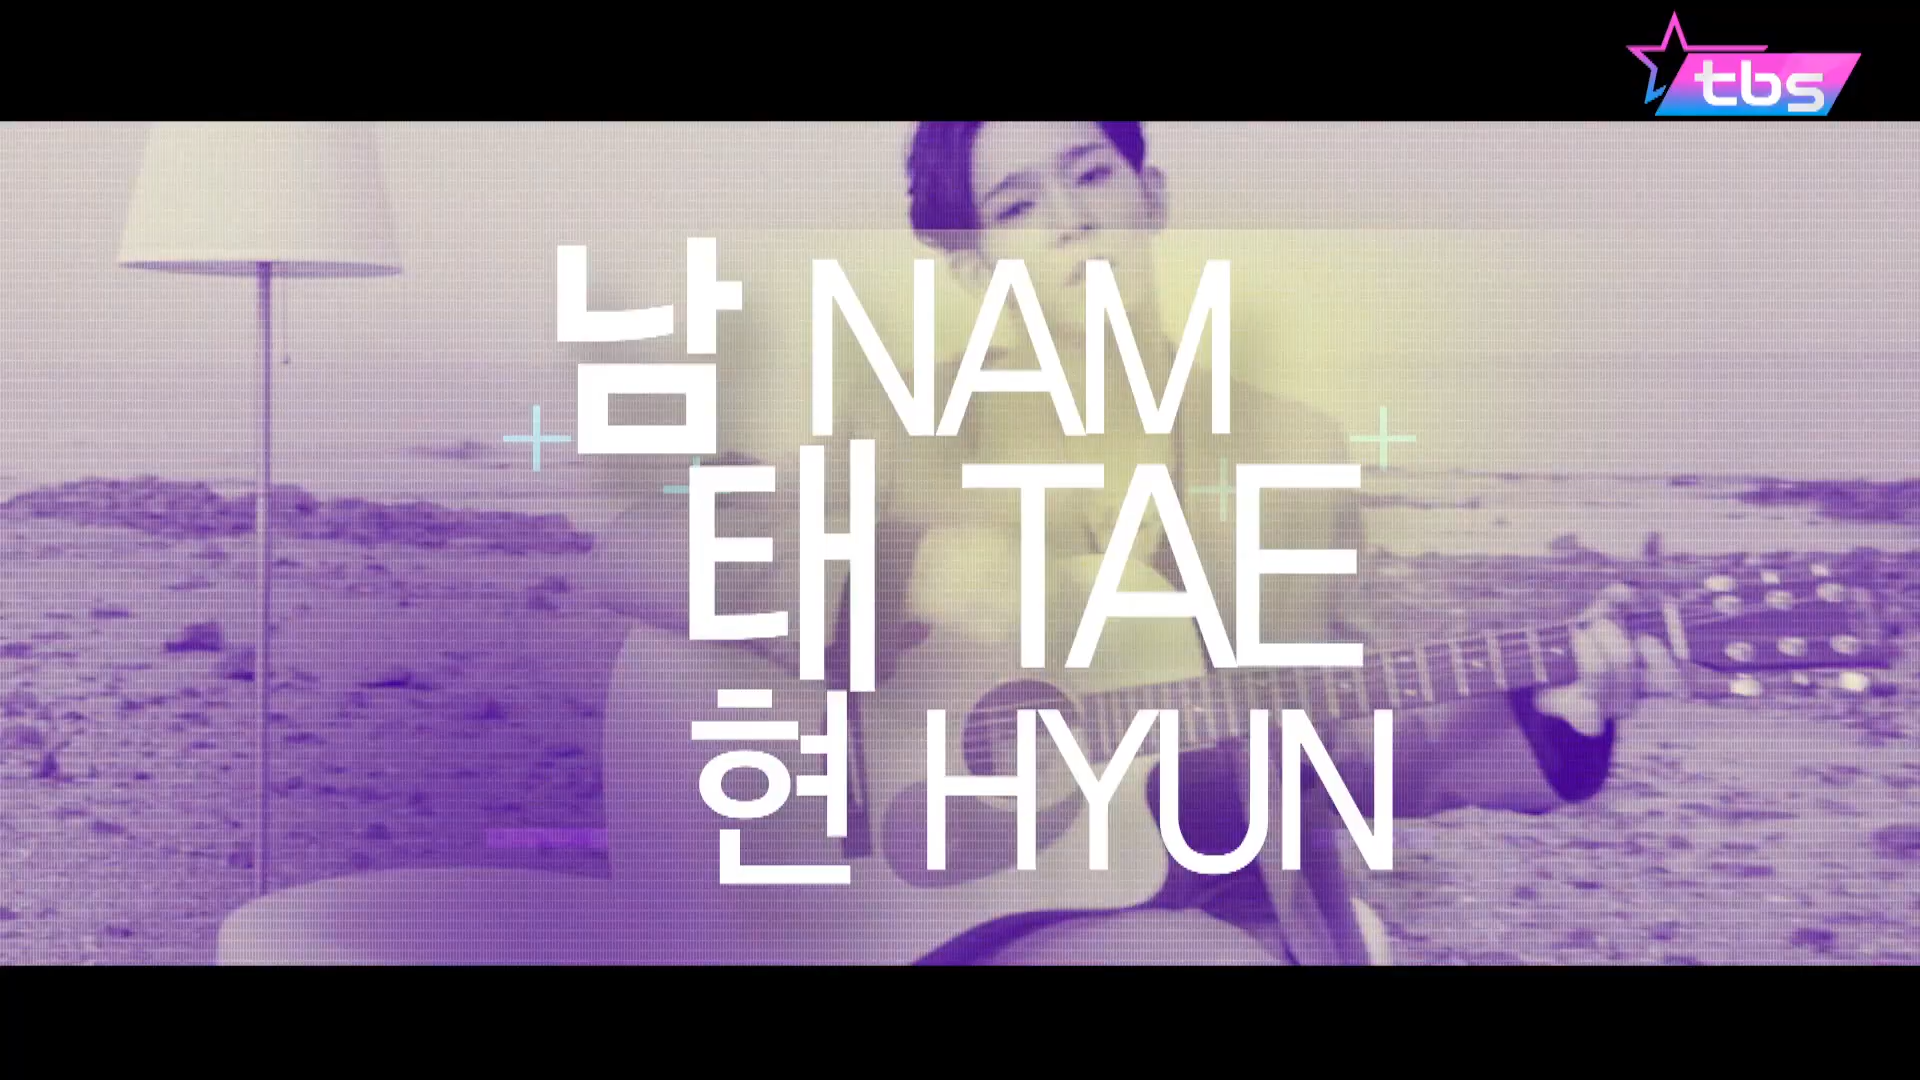 tbs
남 NAM
태 TAE
현 HYUN